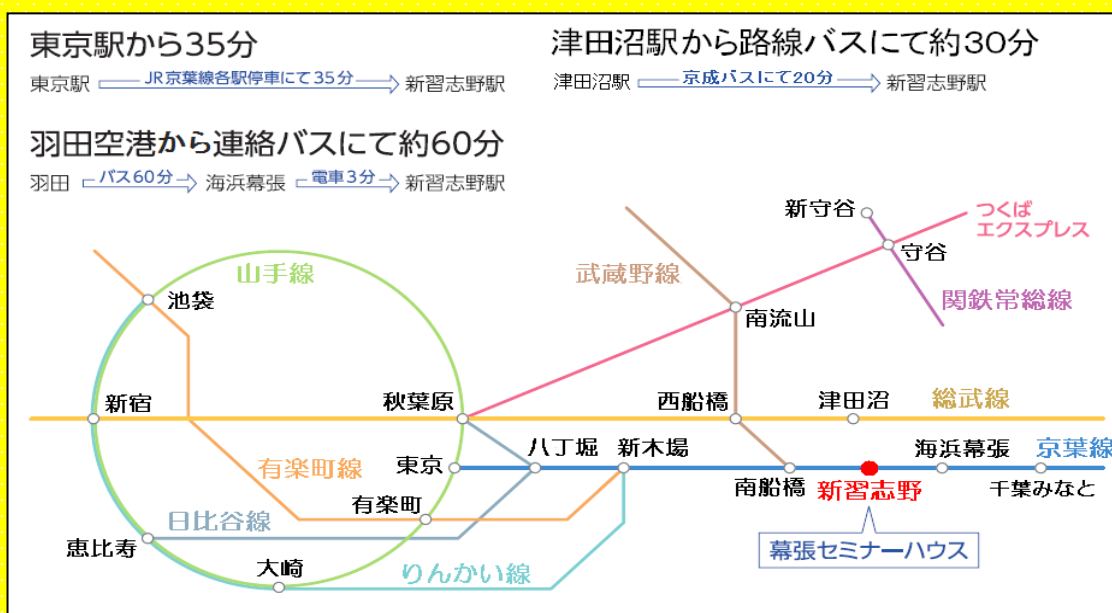 東京駅から35分
東京駅 JR京葉線各駅停車にて35分 新習志野駅
津田沼駅から路線バスにて約30分
津田沼駅 京成バスにて20分 新習志野駅
羽田空港から連絡バスにて約60分
羽田 バス60分 海浜幕張 電車3分 新習志野駅
新守谷
つくば
エクスプレス
守谷
山手線
武蔵野線
池袋
関鉄常総線
南流山
新宿
秋葉原
西船橋
津田沼
総武線
八丁堀
新木場
海浜幕張
京葉線
東京
有楽町線
南船橋
新習志野
千葉みなと
有楽町
日比谷線
恵比寿
幕張セミナーハウス
大崎
りんかい線